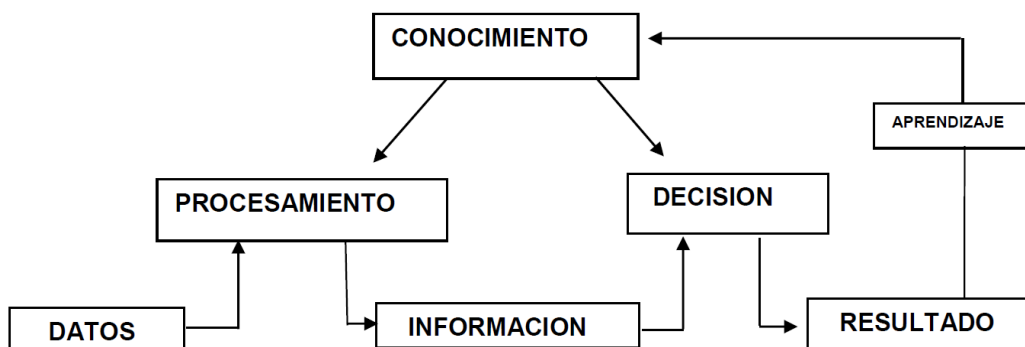 CONOCIMIENTO
APRENDIZAJE
PROCESAMIENTO
DECISION
DATOS
INFORMACION
RESULTADO